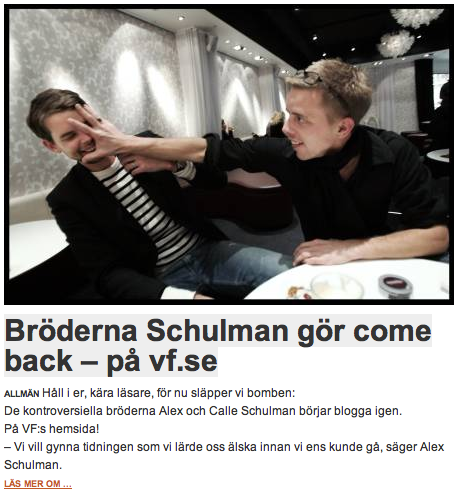 Bröderna Schulman gör come
back – på vf.se
ALLMÄN Håll i er, kära läsare, för nu släpper vi bomben:
De kontroversiella bröderna Alex och Calle Schulman börjar blogga igen.
På VF:s hemsida!
– Vi vill gynna tidningen som vi lärde oss älska innan vi ens kunde gå, säger Alex
Schulman.
LÄS MER OM ...